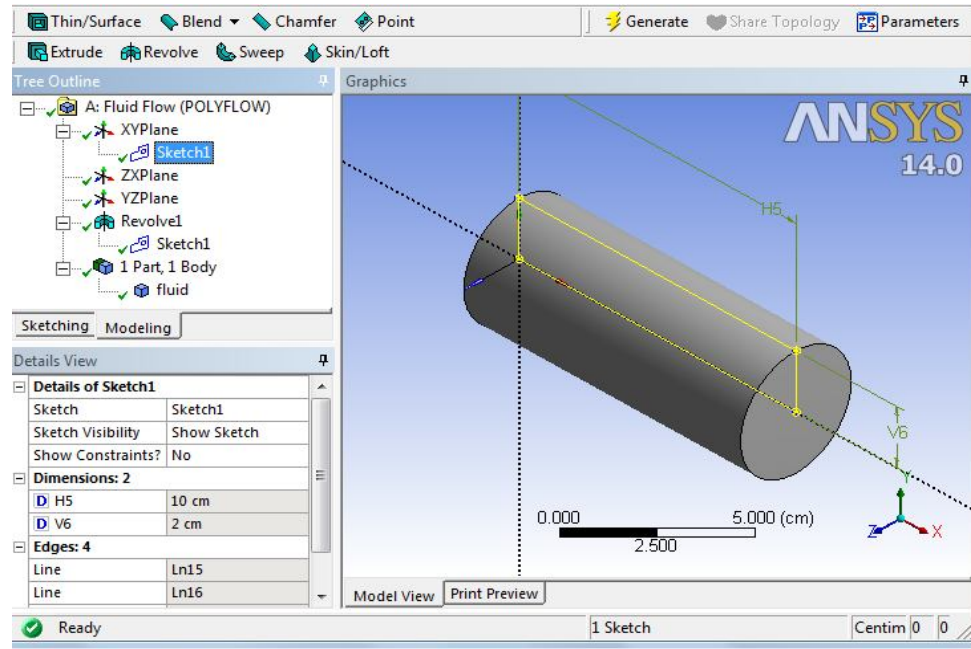 Thin/Surface Blend Chamfer Point Generate Share Topology Parameters
Extrude Revolve Sweep Skin/Loft
Tree Outline
A: Fluid Flow (POLYFLOW)
XYPlane
Sketch1
ZXPlane
YZPlane
Revolve1
Sketch1
1 Part, 1 Body
fluid
Sketching Modeling
Details View
Details of Sketch1
Sketch Sketch1
Sketch Visibility Show Sketch
Show Constraints? No
Dimensions: 2
D H5 10 cm
D V6 2 cm
Edges: 4
Line Ln15
Line Ln16
Graphics
ANSYS
14.0
H5
V6
Y
Z X
0.000 5.000 (cm)
2.500
Model View Print Preview
Ready 1 Sketch Centim 0 0